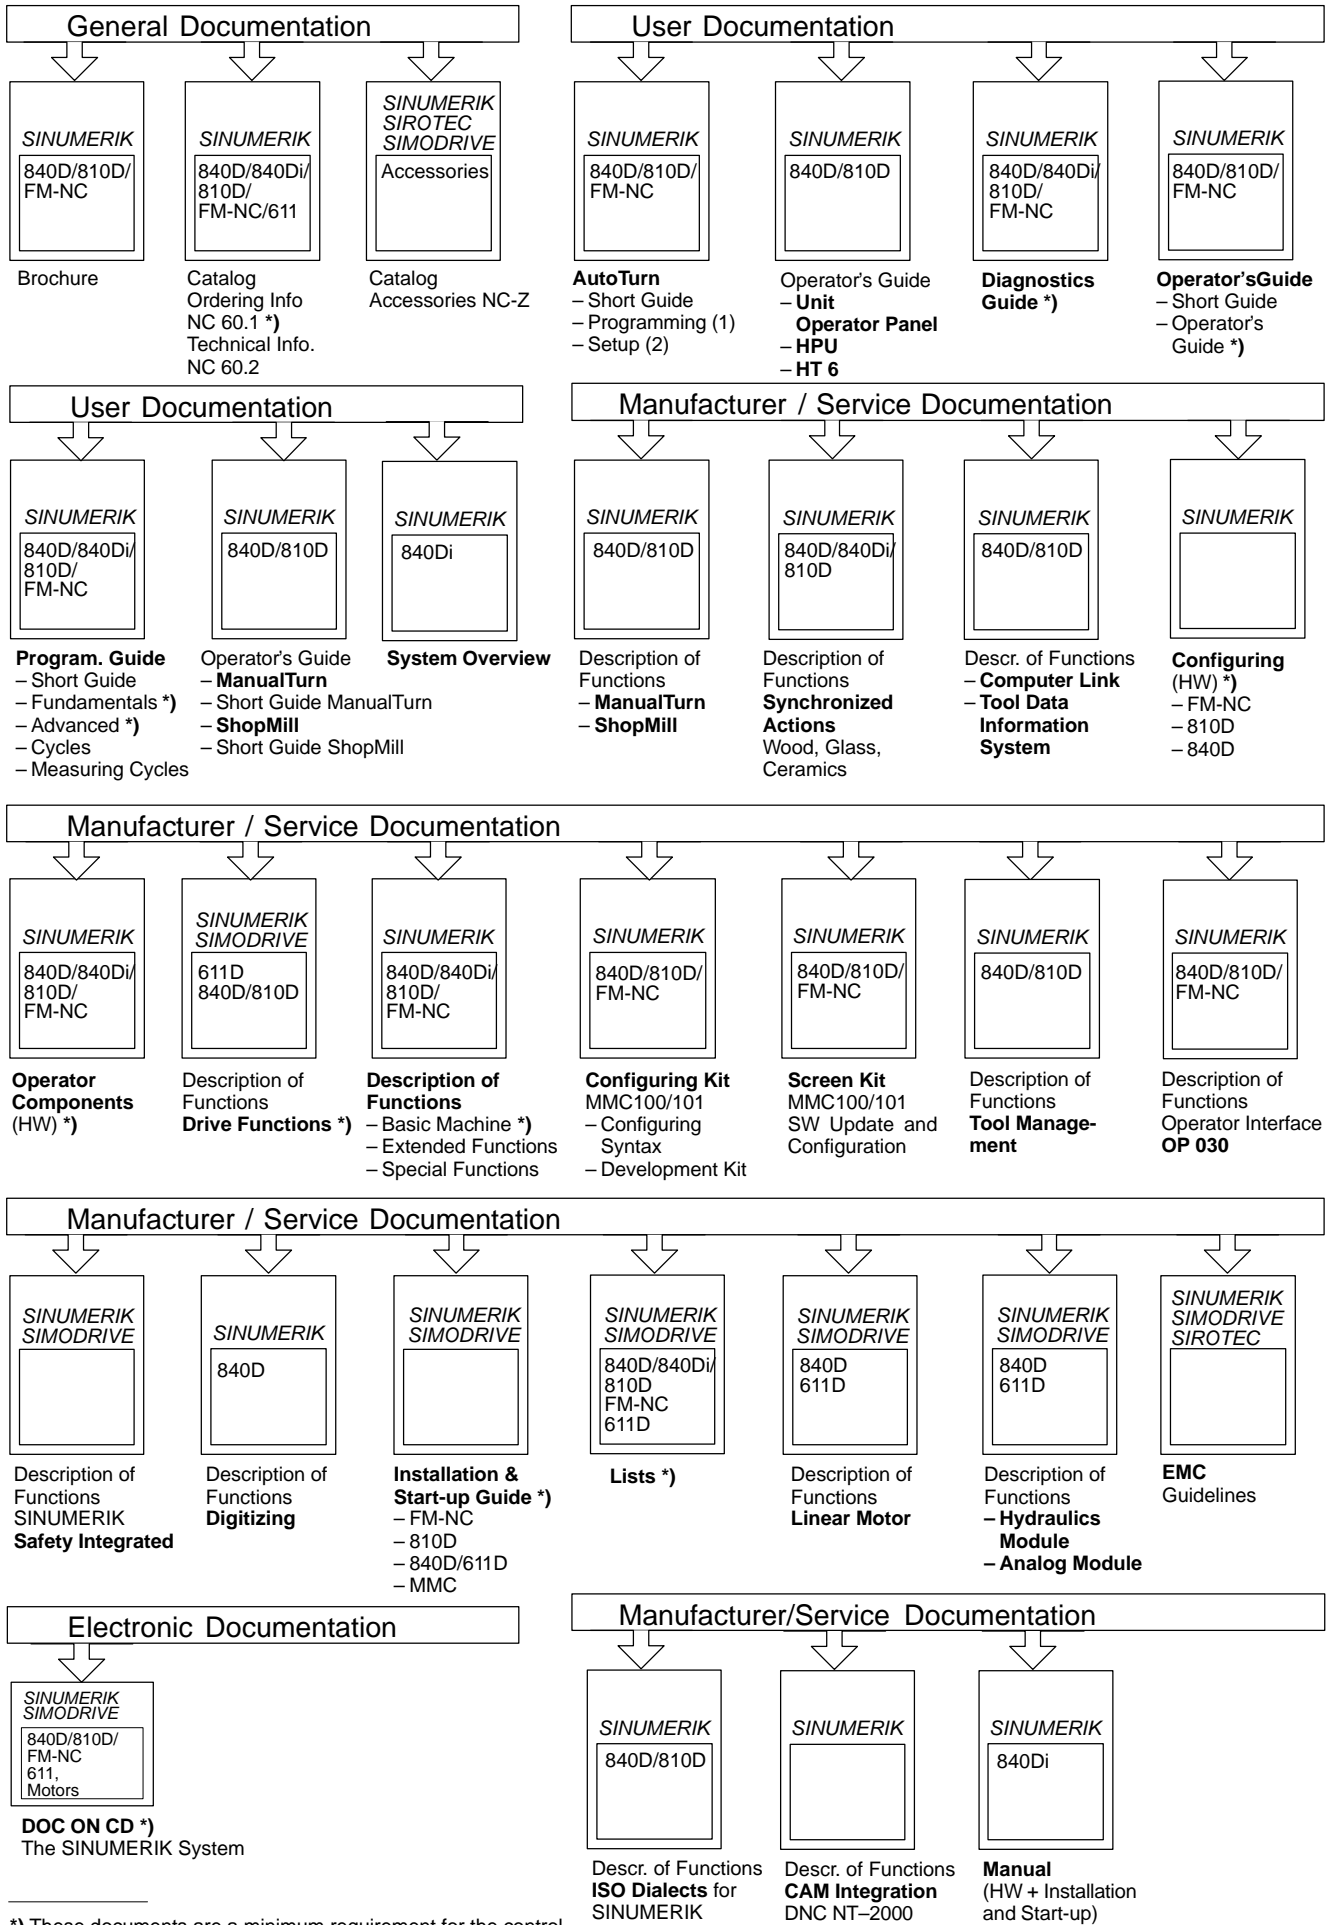 General Documentation
SINUMERIK
840D/810D/
FM-NC
Brochure
SINUMERIK
840D/840Di/
810D/
FM-NC/611
Catalog
Ordering Info
NC 60.1 *)
Technical Info.
NC 60.2
SINUMERIK
SIROTEC
SIMODRIVE
Accessories
Catalog
Accessories NC-Z
User Documentation
SINUMERIK
840D/810D/
FM-NC
AutoTurn
– Short Guide
– Programming (1)
– Setup (2)
SINUMERIK
840D/810D
Operator's Guide
– Unit
Operator Panel
– HPU
– HT 6
SINUMERIK
840D/840Di/
810D/
FM-NC
Diagnostics
Guide *)
SINUMERIK
840D/810D/
FM-NC
Operator'sGuide
– Short Guide
– Operator's
Guide *)
User Documentation
SINUMERIK
840D/840Di/
810D/
FM-NC
Program. Guide
– Short Guide
– Fundamentals *)
– Advanced *)
– Cycles
– Measuring Cycles
SINUMERIK
840D/810D
Operator's Guide
– ManualTurn
– Short Guide ManualTurn
– ShopMill
– Short Guide ShopMill
SINUMERIK
840Di
System Overview
Manufacturer / Service Documentation
SINUMERIK
840D/810D
Description of
Functions
– ManualTurn
– ShopMill
SINUMERIK
840D/840Di/
810D
Description of
Functions
Synchronized
Actions
Wood, Glass,
Ceramics
SINUMERIK
840D/810D
Descr. of Functions
– Computer Link
– Tool Data
Information
System
SINUMERIK
Configuring
(HW) *)
– FM-NC
– 810D
– 840D
Manufacturer / Service Documentation
SINUMERIK
840D/840Di/
810D/
FM-NC
Operator
Components
(HW) *)
SINUMERIK
SIMODRIVE
611D
840D/810D
Description of
Functions
Drive Functions *)
SINUMERIK
840D/840Di/
810D/
FM-NC
Description of
Functions
– Basic Machine *)
– Extended Functions
– Special Functions
SINUMERIK
840D/810D/
FM-NC
Configuring Kit
MMC100/101
– Configuring
Syntax
– Development Kit
SINUMERIK
840D/810D/
FM-NC
Screen Kit
MMC100/101
SW Update and
Configuration
SINUMERIK
840D/810D
Description of
Functions
Tool Manage-
ment
SINUMERIK
840D/810D/
FM-NC
Description of
Functions
Operator Interface
OP 030
Manufacturer / Service Documentation
SINUMERIK
SIMODRIVE
Description of
Functions
SINUMERIK
Safety Integrated
SINUMERIK
840D
Description of
Functions
Digitizing
SINUMERIK
SIMODRIVE
Installation &
Start-up Guide *)
– FM-NC
– 810D
– 840D/611D
– MMC
SINUMERIK
SIMODRIVE
840D/840Di/
810D
FM-NC
611D
Lists *)
SINUMERIK
SIMODRIVE
840D
611D
Description of
Functions
Linear Motor
SINUMERIK
SIMODRIVE
840D
611D
Description of
Functions
– Hydraulics
Module
– Analog Module
SINUMERIK
SIMODRIVE
SIROTEC
EMC
Guidelines
Electronic Documentation
SINUMERIK
SIMODRIVE
840D/810D/
FM-NC
611,
Motors
DOC ON CD *)
The SINUMERIK System
Manufacturer/Service Documentation
SINUMERIK
840D/810D
Descr. of Functions
ISO Dialects for
SINUMERIK
SINUMERIK
Descr. of Functions
CAM Integration
DNC NT–2000
SINUMERIK
840Di
Manual
(HW + Installation
and Start-up)
*) These documents are a minimum requirement for the control